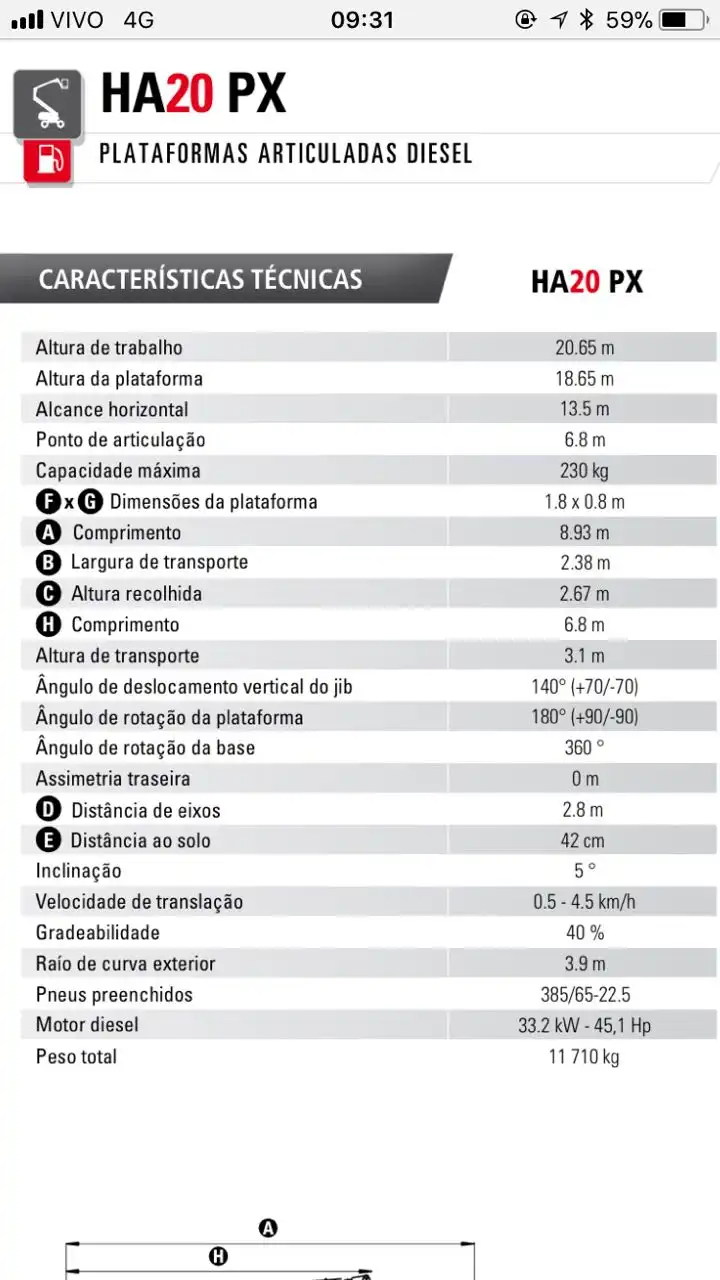 VIVO 4G 09:31 59%
HA20 PX
PLATAFORMAS ARTICULADAS DIESEL
CARACTERÍSTICAS TÉCNICAS HA20 PX
Altura de trabalho 20.65 m
Altura da plataforma 18.65 m
Alcance horizontal 13.5 m
Ponto de articulação 6.8 m
Capacidade máxima 230 kg
F x G Dimensões da plataforma 1.8 x 0.8 m
A Comprimento 8.93 m
B Largura de transporte 2.38 m
C Altura recolhida 2.67 m
H Comprimento 6.8 m
Altura de transporte 3.1 m
Ângulo de deslocamento vertical do jib 140° (+70/-70)
Ângulo de rotação da plataforma 180° (+90/-90)
Ângulo de rotação da base 360 °
Assimetria traseira 0 m
D Distância de eixos 2.8 m
E Distância ao solo 42 cm
Inclinação 5 °
Velocidade de translação 0.5 - 4.5 km/h
Gradeabilidade 40 %
Raío de curva exterior 3.9 m
Pneus preenchidos 385/65-22.5
Motor diesel 33.2 kW - 45,1 Hp
Peso total 11 710 kg
A
H